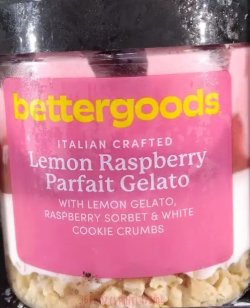 bettergoods
ITALIAN CRAFTED
Lemon Raspberry
Parfait Gelato
WITH LEMON GELATO,
RASPBERRY SORBET & WHITE
COOKIE CRUMBS